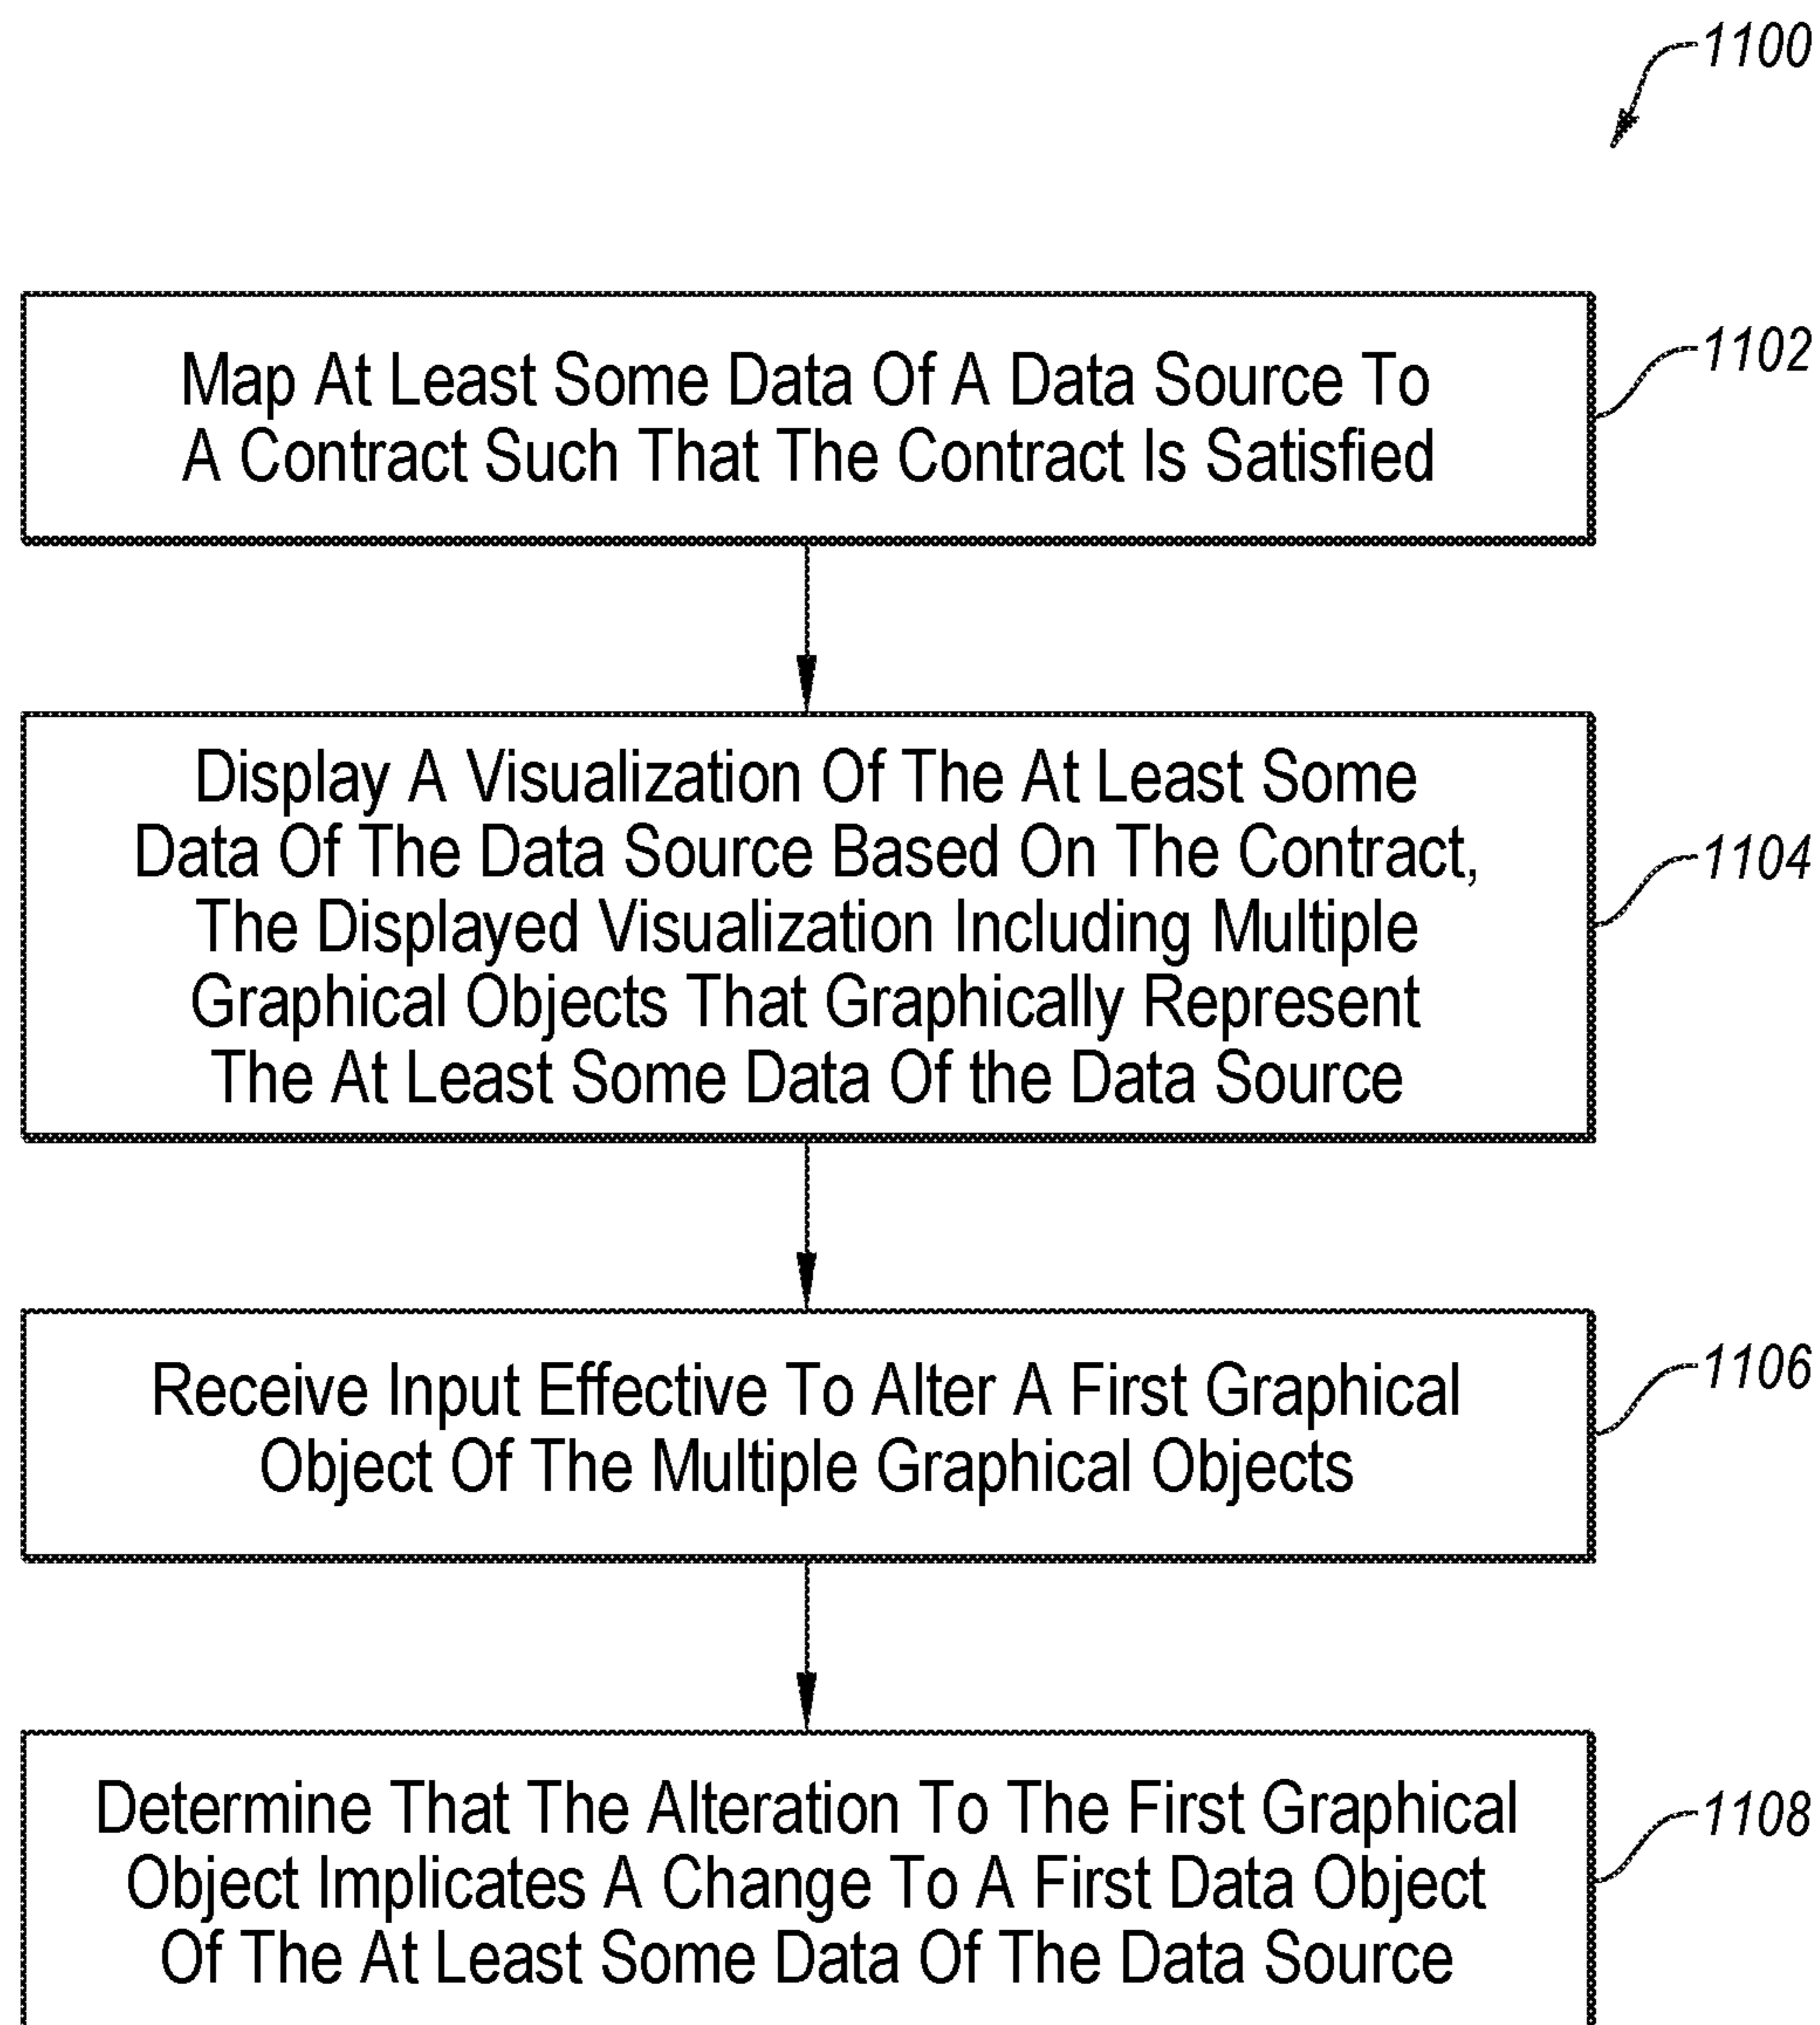 1100
Map At Least Some Data Of A Data Source To
A Contract Such That The Contract Is Satisfied
1102
Display A Visualization Of The At Least Some
Data Of The Data Source Based On The Contract,
The Displayed Visualization Including Multiple
Graphical Objects That Graphically Represent
The At Least Some Data Of the Data Source
1104
Receive Input Effective To Alter A First Graphical
Object Of The Multiple Graphical Objects
1106
Determine That The Alteration To The First Graphical
Object Implicates A Change To A First Data Object
Of The At Least Some Data Of The Data Source
1108